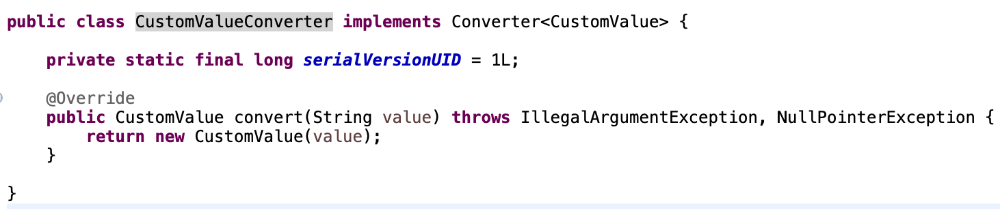 public class CustomValueConverter implements Converter<CustomValue> {
private static final long serialVersionUID = 1L;
@Override
public CustomValue convert(String value) throws IllegalArgumentException, NullPointerException {
return new CustomValue(value);
}
}